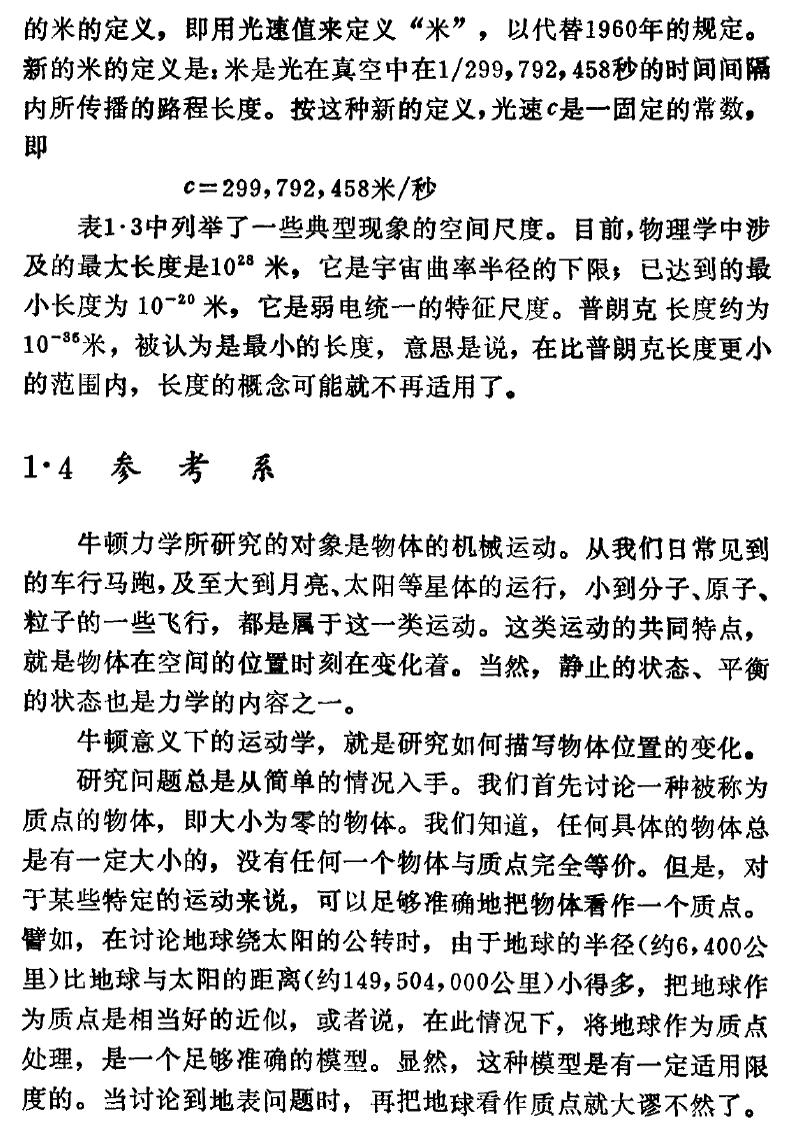 的米的定义，即用光速值来定义“米”，以代替1960年的规定。
新的米的定义是：米是光在真空中在1/299,792,458秒的时间间隔
内所传播的路程长度。按这种新的定义，光速c是一固定的常数，
即
c=299,792,458米/秒
表1·3中列举了一些典型现象的空间尺度。目前，物理学中涉
及的最大长度是10²⁸ 米，它是宇宙曲率半径的下限；已达到的最
小长度为 10⁻²⁰ 米，它是弱电统一的特征尺度。普朗克长度约为
10⁻³⁵米，被认为是最小的长度，意思是说，在比普朗克长度更小
的范围内，长度的概念可能就不再适用了。
1·4 参考系
牛顿力学所研究的对象是物体的机械运动。从我们日常见到
的车行马跑，及至大到月亮、太阳等星体的运行，小到分子、原子、
粒子的一些飞行，都是属于这一类运动。这类运动的共同特点，
就是物体在空间的位置时刻在变化着。当然，静止的状态、平衡
的状态也是力学的内容之一。
牛顿意义下的运动学，就是研究如何描写物体位置的变化。
研究问题总是从简单的情况入手。我们首先讨论一种被称为
质点的物体，即大小为零的物体。我们知道，任何具体的物体总
是有一定大小的，没有任何一个物体与质点完全等价。但是，对
于某些特定的运动来说，可以足够准确地把物体看作一个质点。
譬如，在讨论地球绕太阳的公转时，由于地球的半径(约6,400公
里)比地球与太阳的距离(约149,504,000公里)小得多，把地球作
为质点是相当好的近似，或者说，在此情况下，将地球作为质点
处理，是一个足够准确的模型。显然，这种模型是有一定适用限
度的。当讨论到地表问题时，再把地球看作质点就大谬不然了。